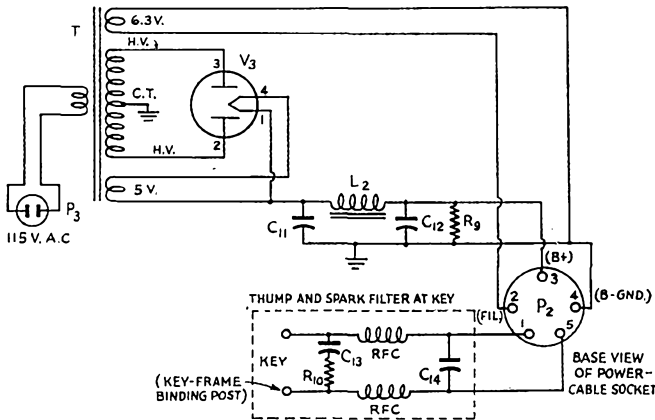 T
6.3 V.
H.V.
3
V3
4
C.T.
1
2
H.V.
5 V.
P3
115 V. A.C
L2
C11
C12
R9
(B+)
3
2
P2
4
(B-GND.)
(FIL)
1
5
THUMP AND SPARK FILTER AT KEY
KEY
C13
RFC
R10
C14
(KEY-FRAME
BINDING POST)
RFC
BASE VIEW
OF POWER-
CABLE SOCKET